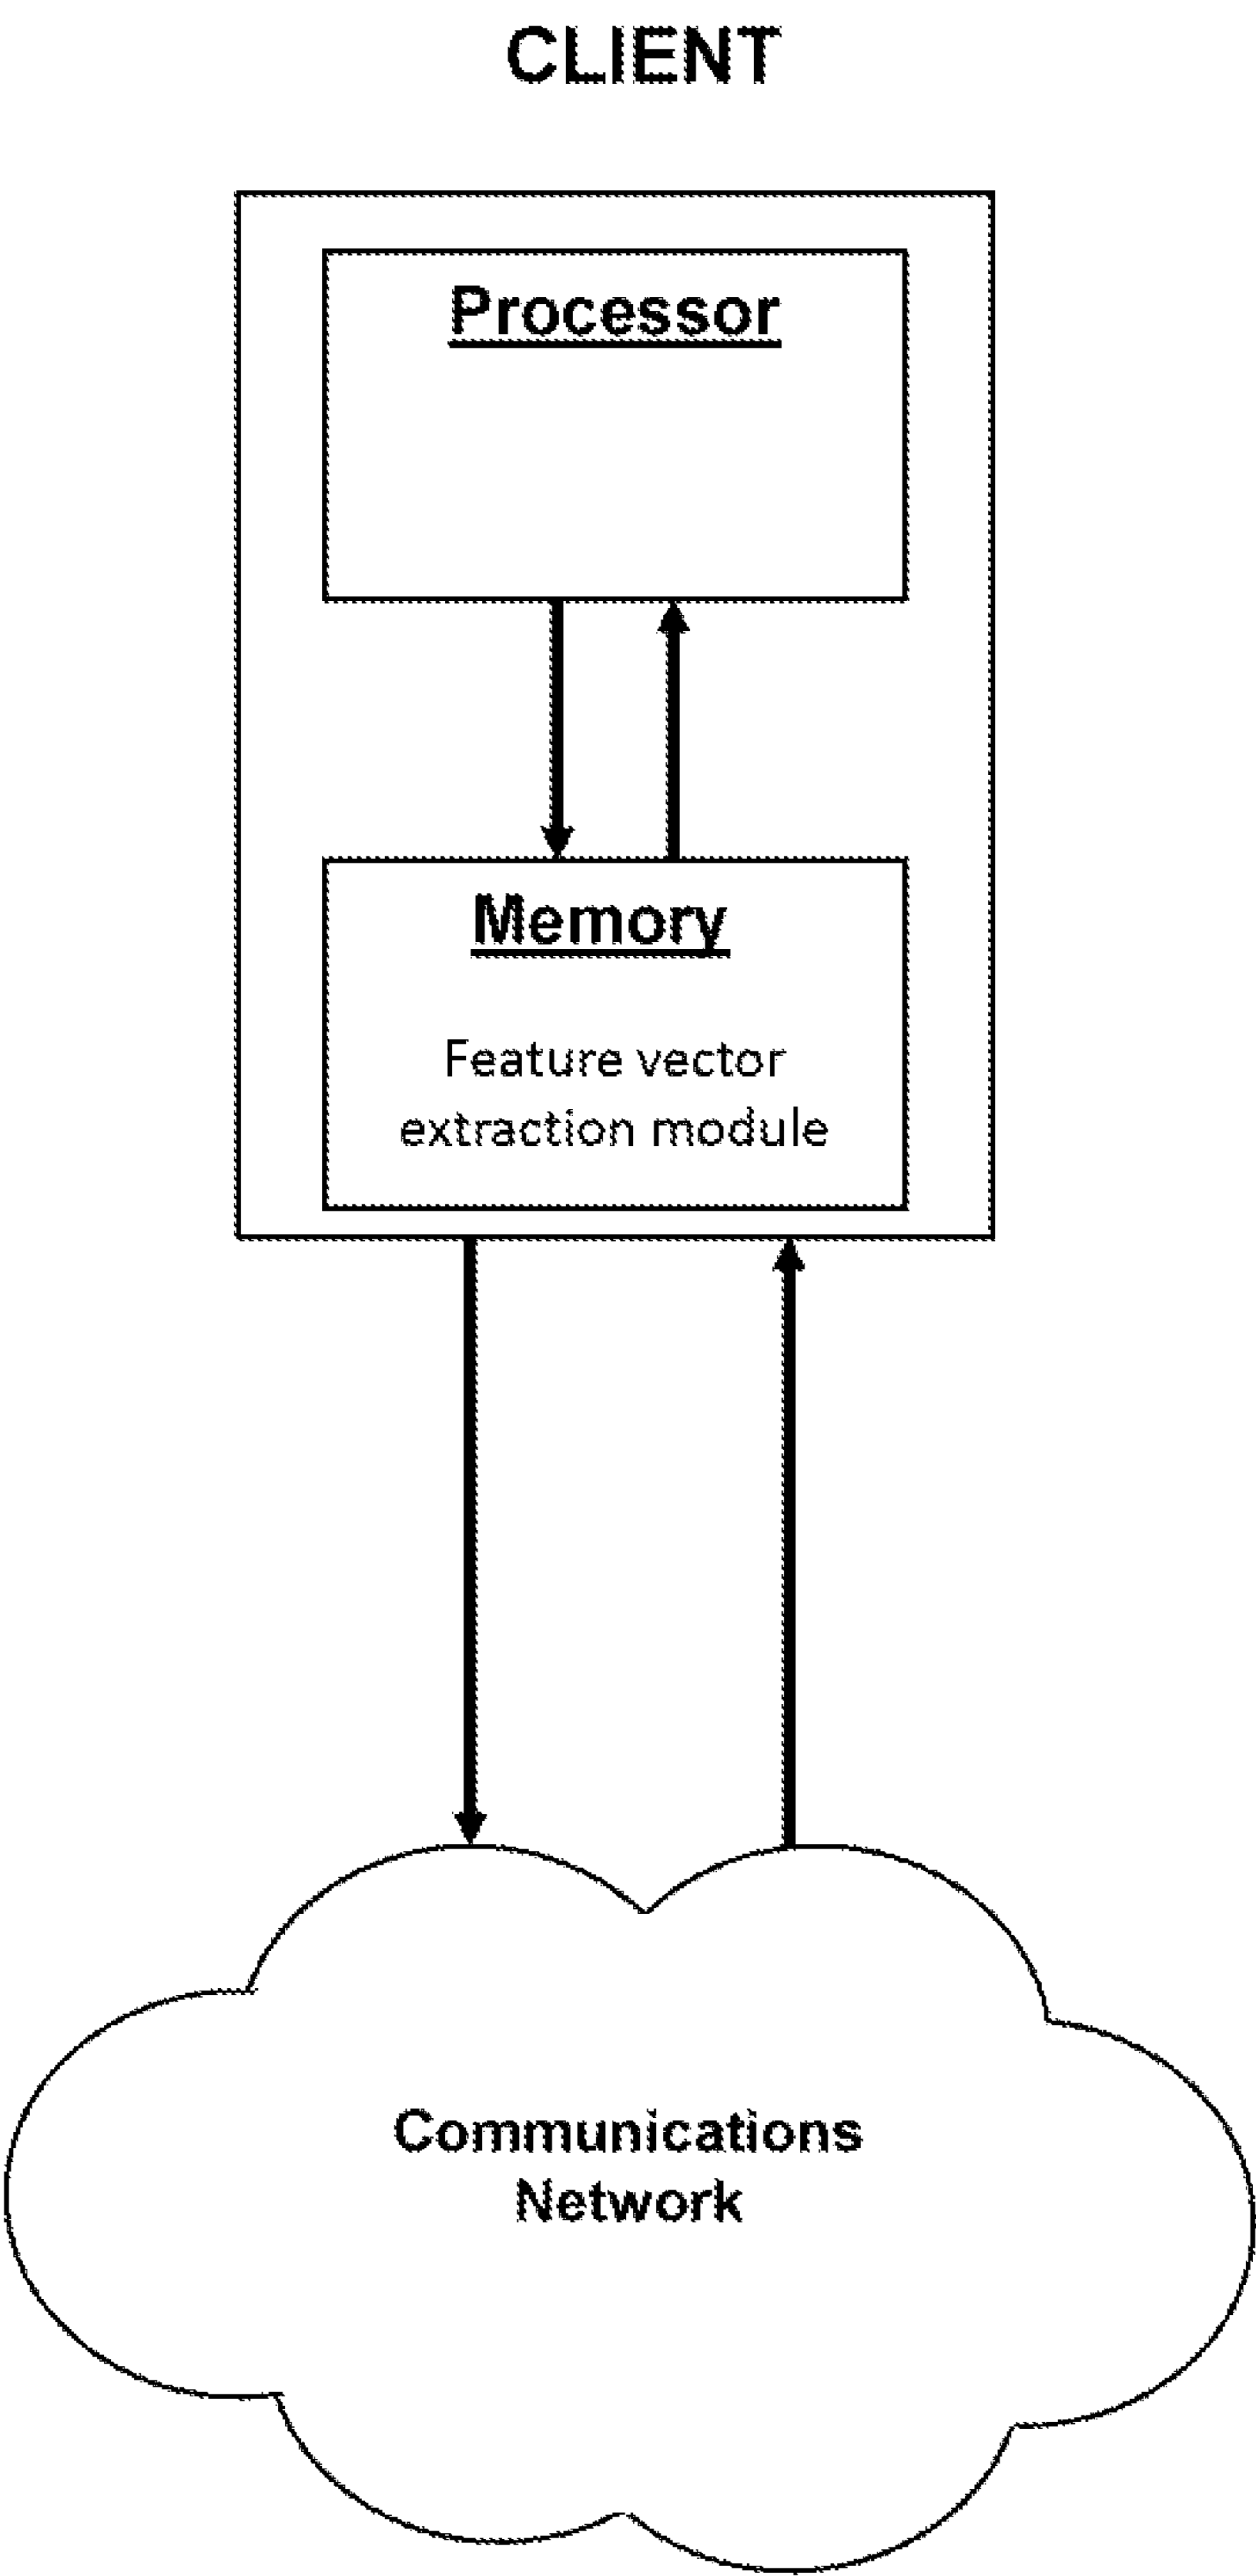 CLIENT
Processor
Memory
Feature vector
extraction module
Communications
Network